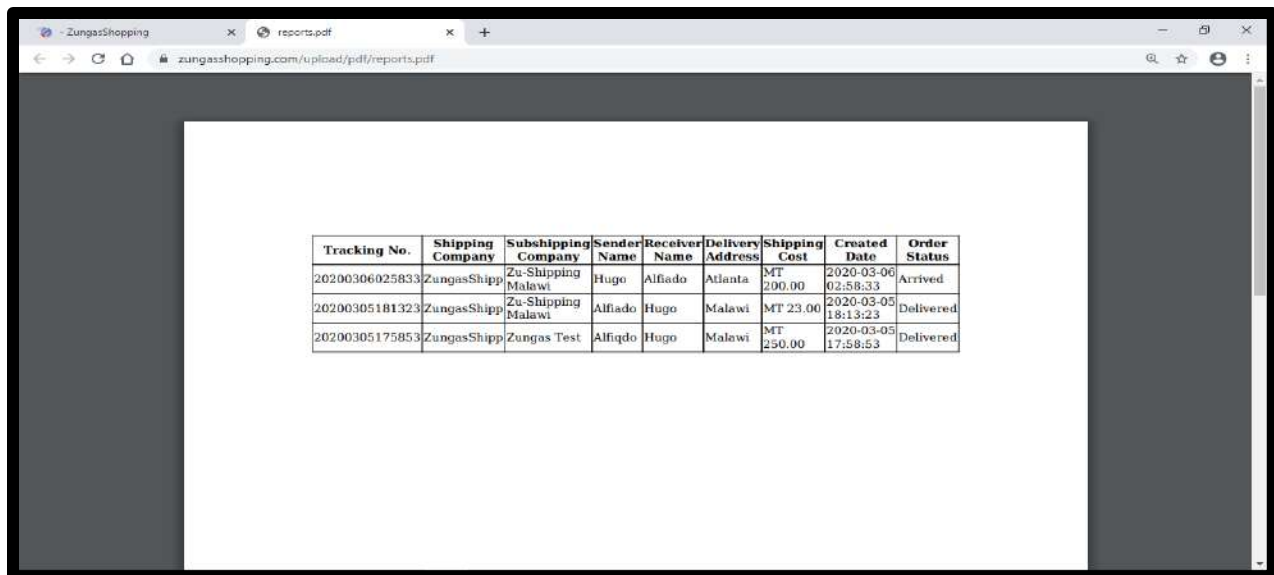 - ZungasShopping
reports.pdf
zungasshopping.com/upload/pdf/reports.pdf
Tracking No. Shipping Company Subshipping Company Sender Name Receiver Name Delivery Address Shipping Cost Created Date Order Status
20200306025833 ZungasShipp Zu-Shipping Malawi Hugo Alfiado Atlanta MT 200.00 2020-03-06 02:58:33 Arrived
20200305181323 ZungasShipp Zu-Shipping Malawi Alfiado Hugo Malawi MT 23.00 2020-03-05 18:13:23 Delivered
20200305175853 ZungasShipp Zungas Test Alfiqdo Hugo Malawi MT 250.00 2020-03-05 17:58:53 Delivered